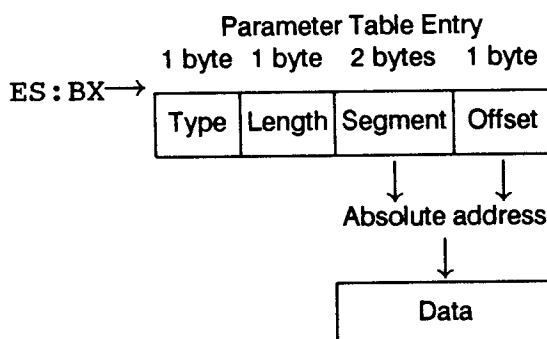 Parameter Table Entry
1 byte 1 byte 2 bytes 1 byte
ES:BX
Type Length Segment Offset
Absolute address
Data